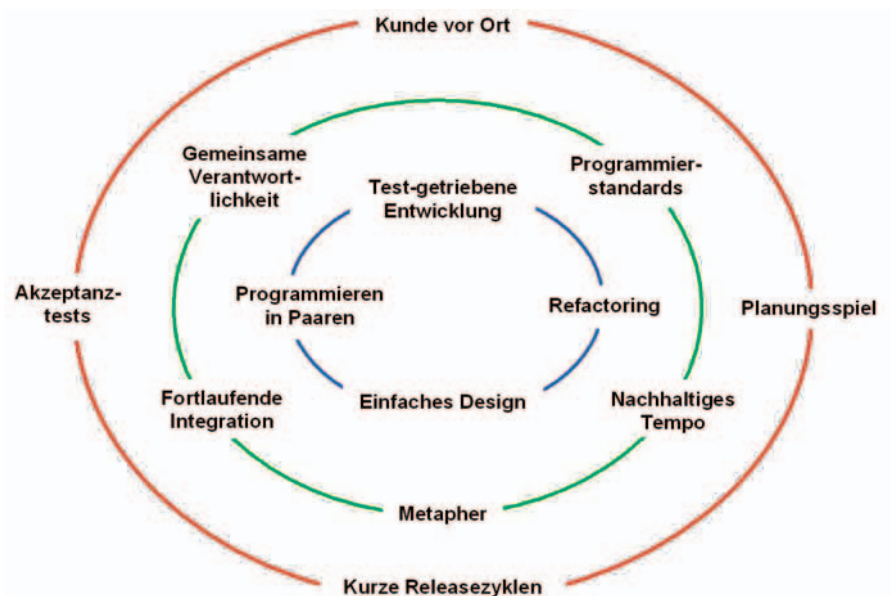 Kunde vor Ort
Gemeinsame
Verantwort-
lichkeit
Programmier-
standards
Test-getriebene
Entwicklung
Akzeptanz-
tests
Programmieren
in Paaren
Refactoring
Planungsspiel
Fortlaufende
Integration
Einfaches Design
Nachhaltiges
Tempo
Metapher
Kurze Releasezyklen